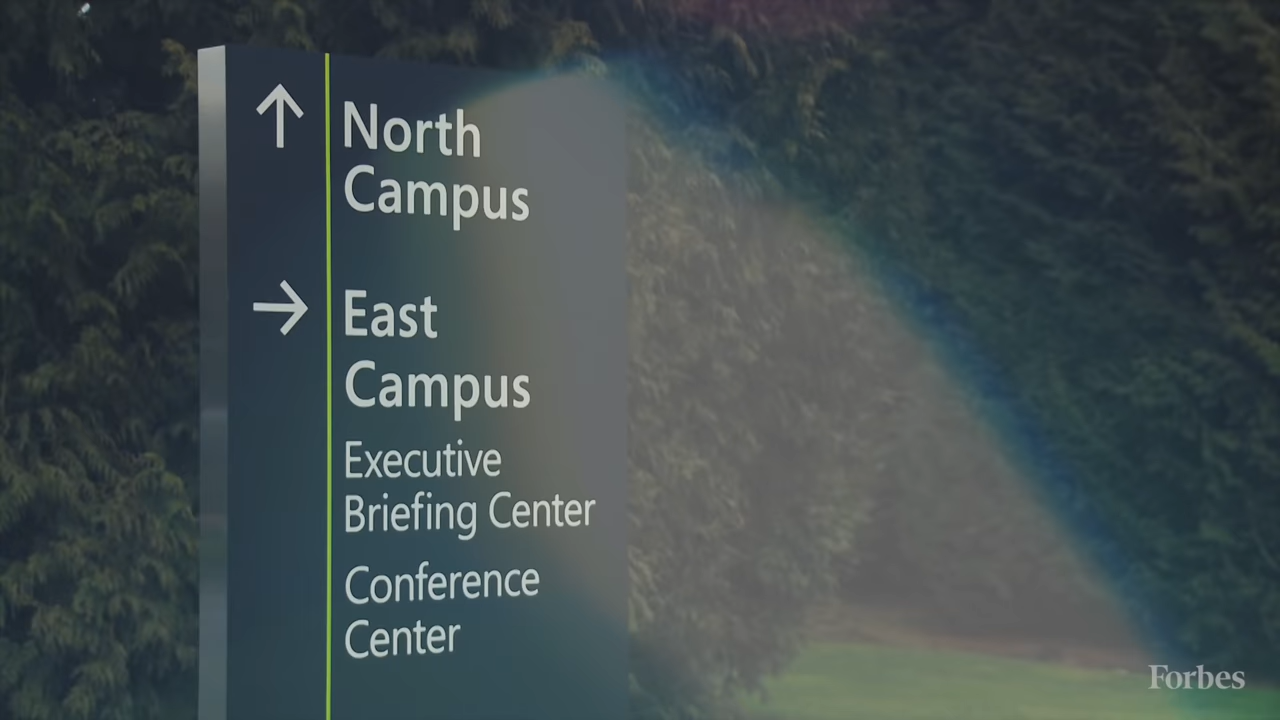 North
Campus
East
Campus
Executive
Briefing Center
Conference
Center
Forbes